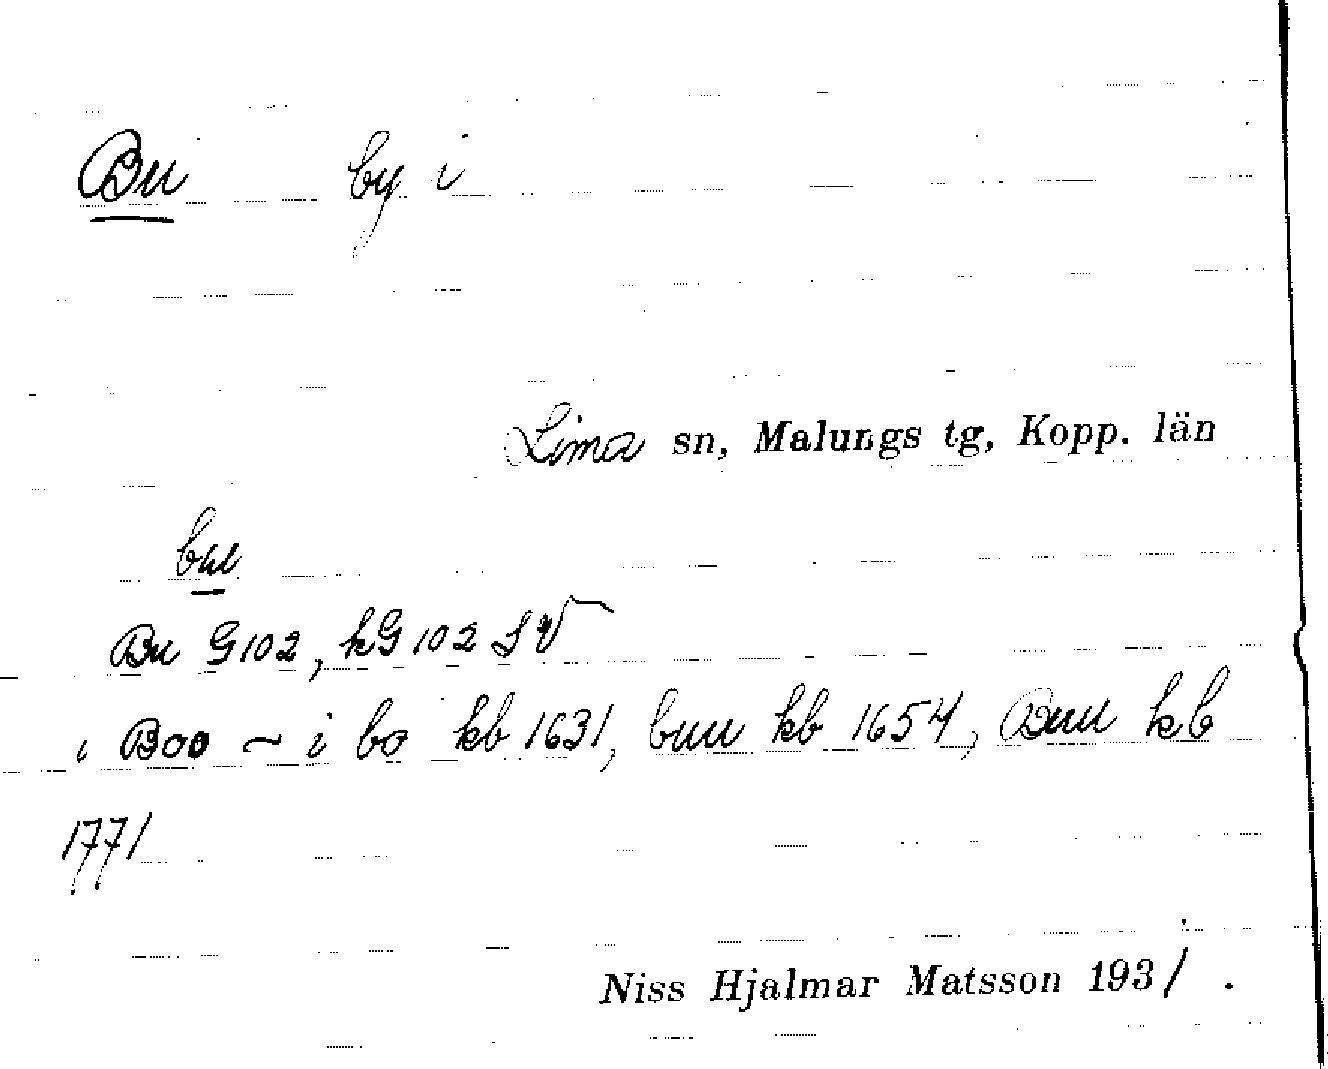 Bu by i
Lima sn, Malungs tg, Kopp. län
bu
Bu G102, kG102 SV
i Boo ~ i bo kb 1631, buu kb 1654, Buu kb
1771
Niss Hjalmar Matsson 1931.